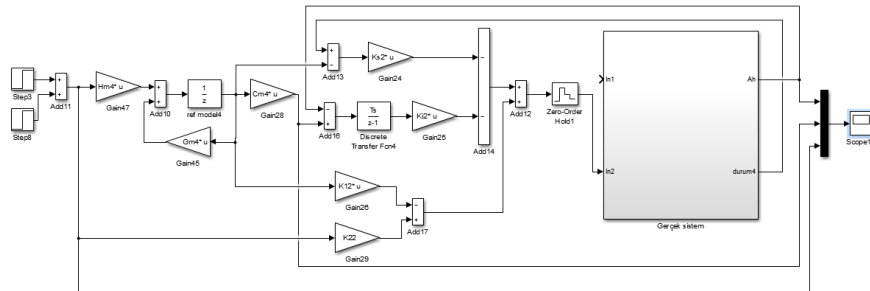 Step3
Step8
Add11
Hm4* u
Gain47
Add10
1
z
ref model4
Gm4* u
Gain45
Cm4* u
Gain28
Add13
Ks2* u
Gain24
Add16
Ts
z-1
Discrete
Transfer Fcn4
Ki2* u
Gain25
Add14
K12* u
Gain26
K22
Gain29
Add17
Add12
Zero-Order
Hold1
In1
In2
Ah
durum4
Gerçek sistem
Scope1